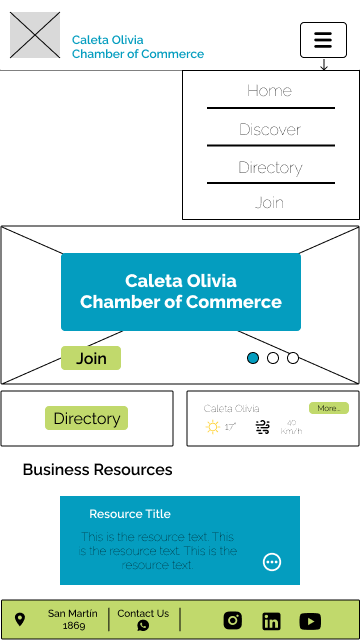 Caleta Olivia
Chamber of Commerce
Home
Discover
Directory
Join
Caleta Olivia
Chamber of Commerce
Join
Directory
Caleta Olivia
More...
17°
40
km/h
Business Resources
Resource Title
This is the resource text. This
is the resource text. This is the
resource text.
San Martín
1869
Contact Us